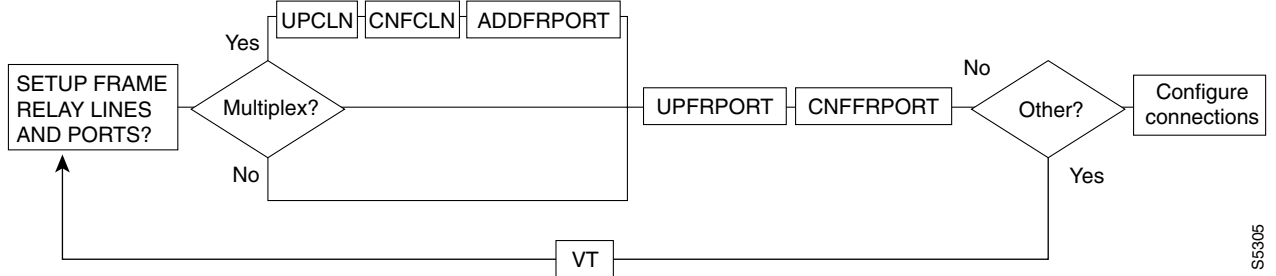 UPCLN
CNFCLN
ADDFRPORT
Yes
SETUP FRAME
RELAY LINES
AND PORTS?
Multiplex?
No
UPFRPORT
CNFFRPORT
No
Other?
Yes
Configure
connections
VT
S5305